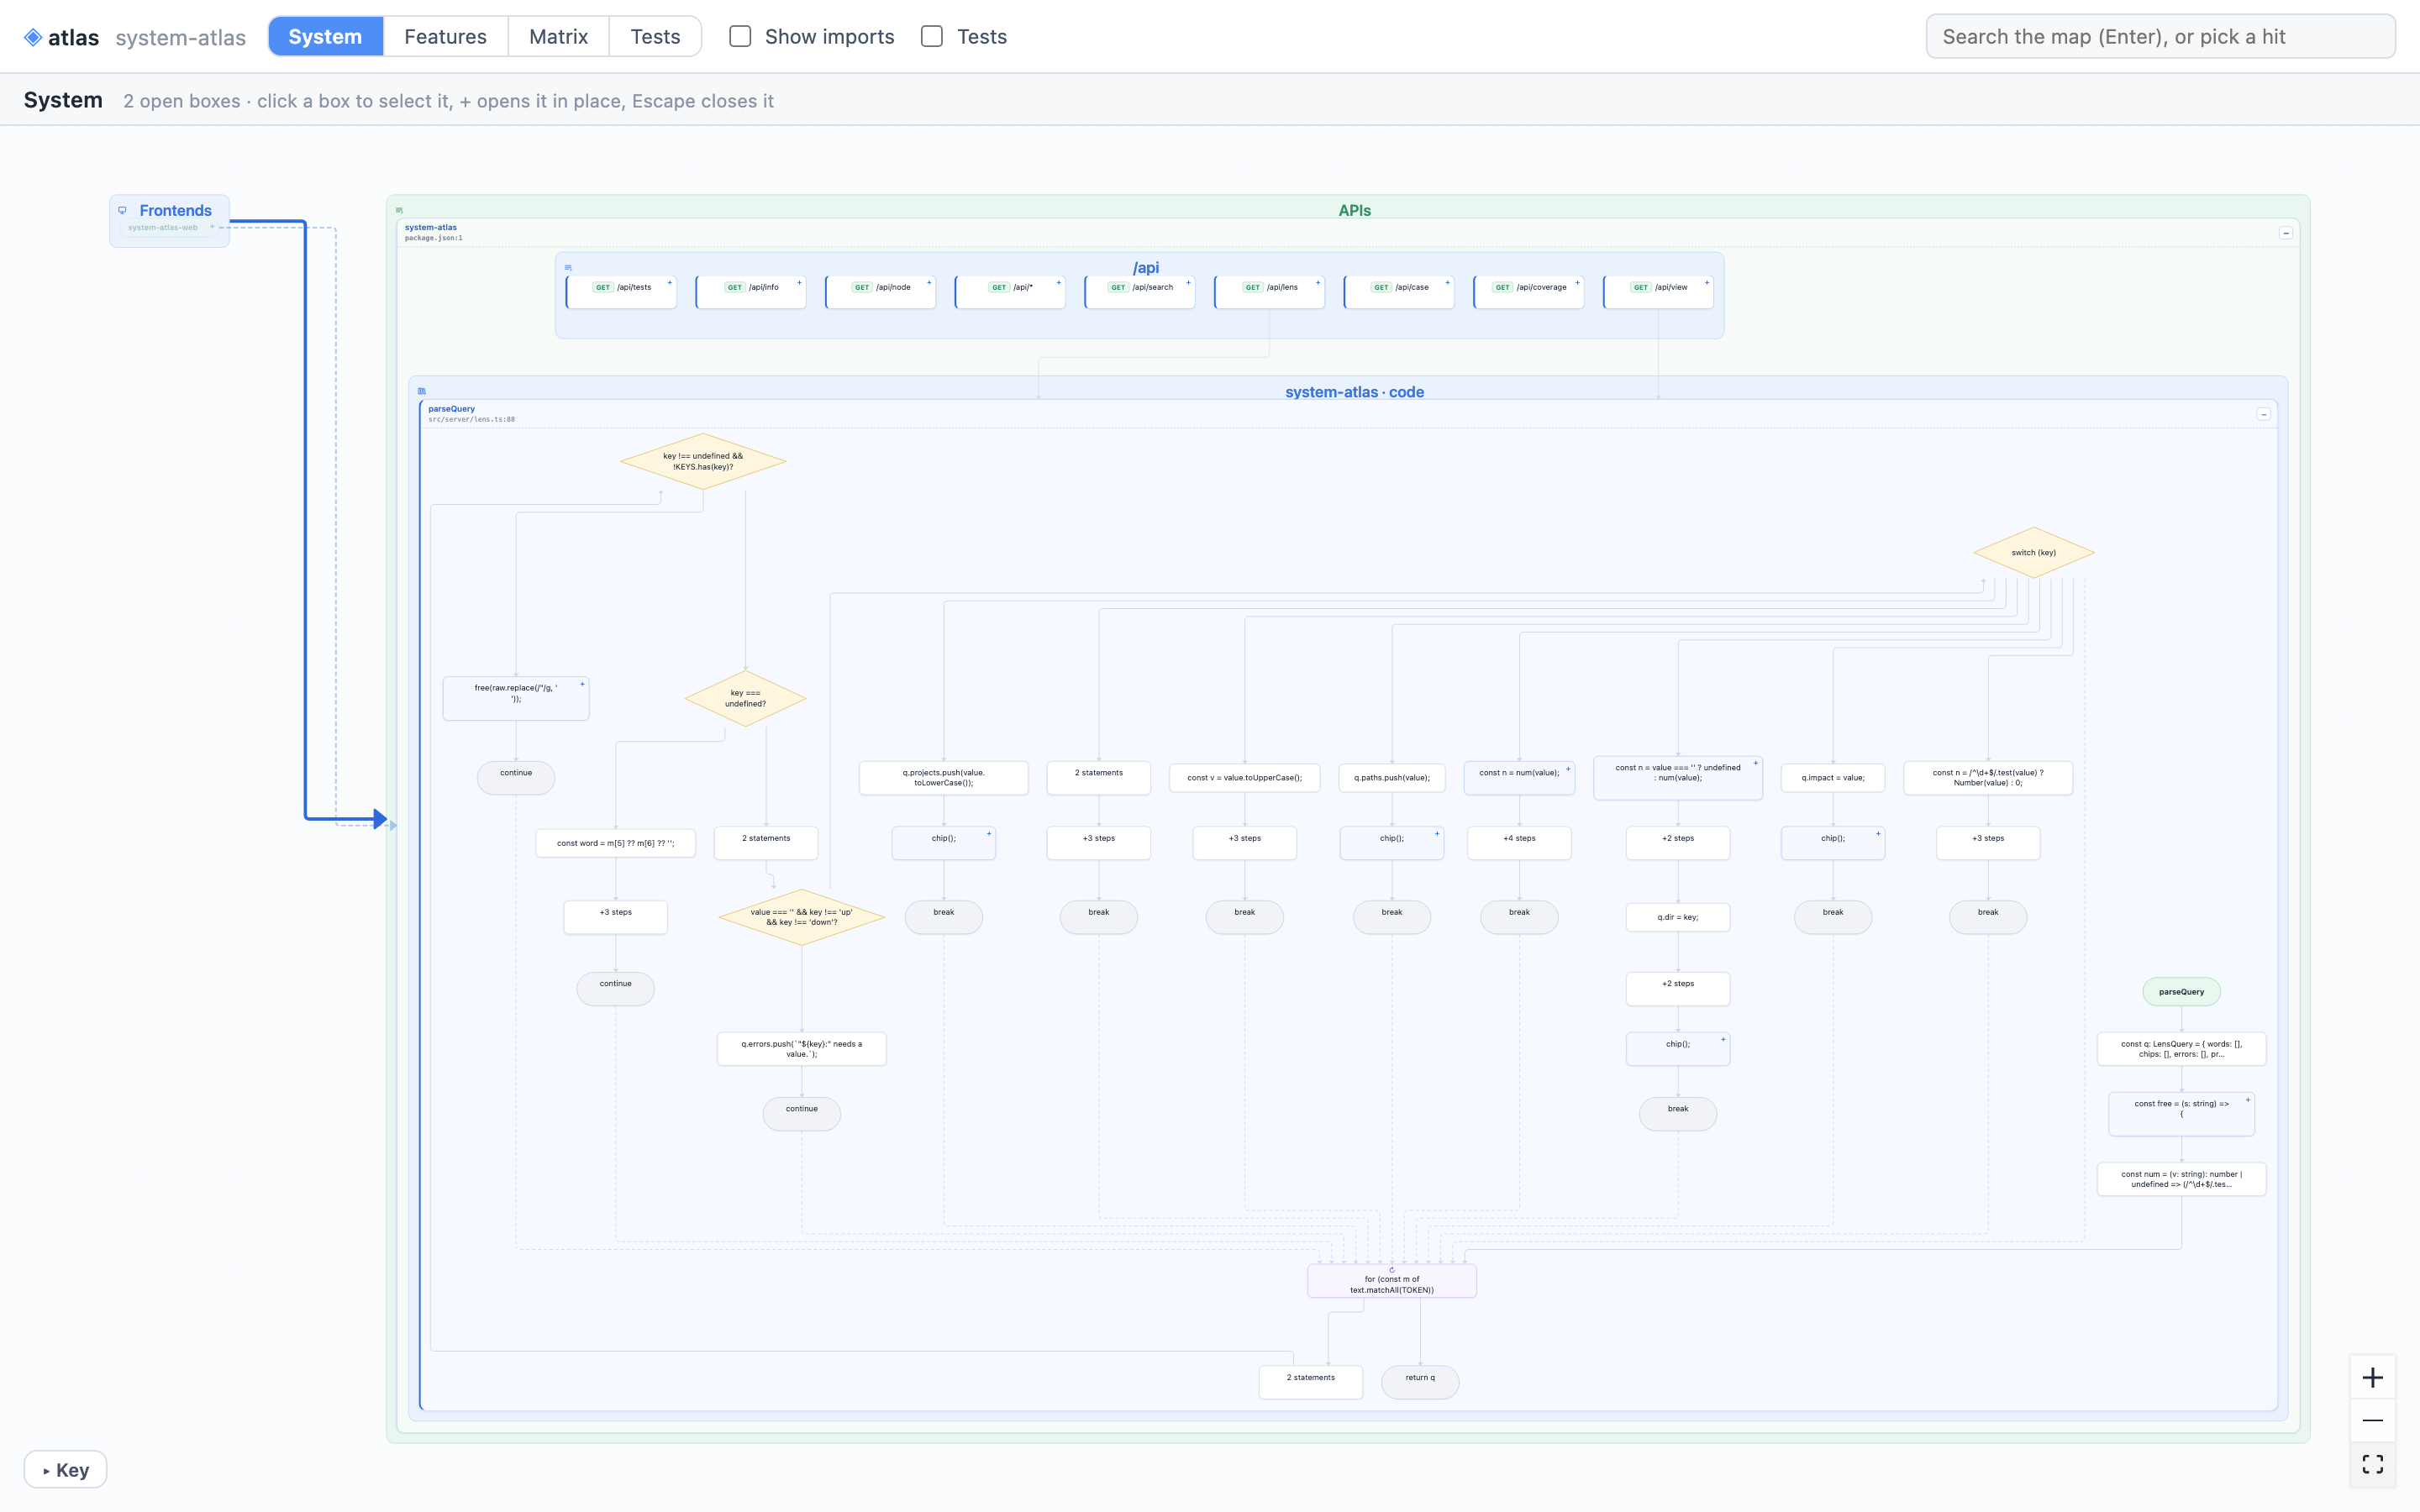 atlas system-atlas System Features Matrix Tests Show imports Tests Search the map (Enter), or pick a hit
System 2 open boxes · click a box to select it, + opens it in place, Escape closes it
Frontends
system-atlas-web +
APIs
system-atlas
package.json:1
/api
GET /api/tests +
GET /api/info +
GET /api/node +
GET /api/* +
GET /api/search +
GET /api/lens +
GET /api/case +
GET /api/coverage +
GET /api/view +
system-atlas · code
parseQuery
src/server/lens.ts:88
key !== undefined &&
!KEYS.has(key)?
switch (key)
free(raw.replace(/"/g, '
'));
key ===
undefined?
continue
q.projects.push(value.
toLowerCase());
2 statements
const v = value.toUpperCase();
q.paths.push(value);
const n = num(value);
const n = value === '' ? undefined
: num(value);
q.impact = value;
const n = /^\d+$/.test(value) ?
Number(value) : 0;
const word = m[5] ?? m[6] ?? '';
2 statements
chip();
+3 steps
+3 steps
chip();
+4 steps
+2 steps
chip();
+3 steps
+3 steps
value === '' && key !== 'up'
&& key !== 'down'?
break
break
break
break
break
q.dir = key;
break
break
continue
+2 steps
parseQuery
q.errors.push(`"${key}:" needs a
value.`);
chip();
const q: LensQuery = { words: [],
chips: [], errors: [], pr...
continue
break
const free = (s: string) =>
{
const num = (v: string): number |
undefined => (/^\d+$/.tes...
for (const m of
text.matchAll(TOKEN))
2 statements
return q
Key